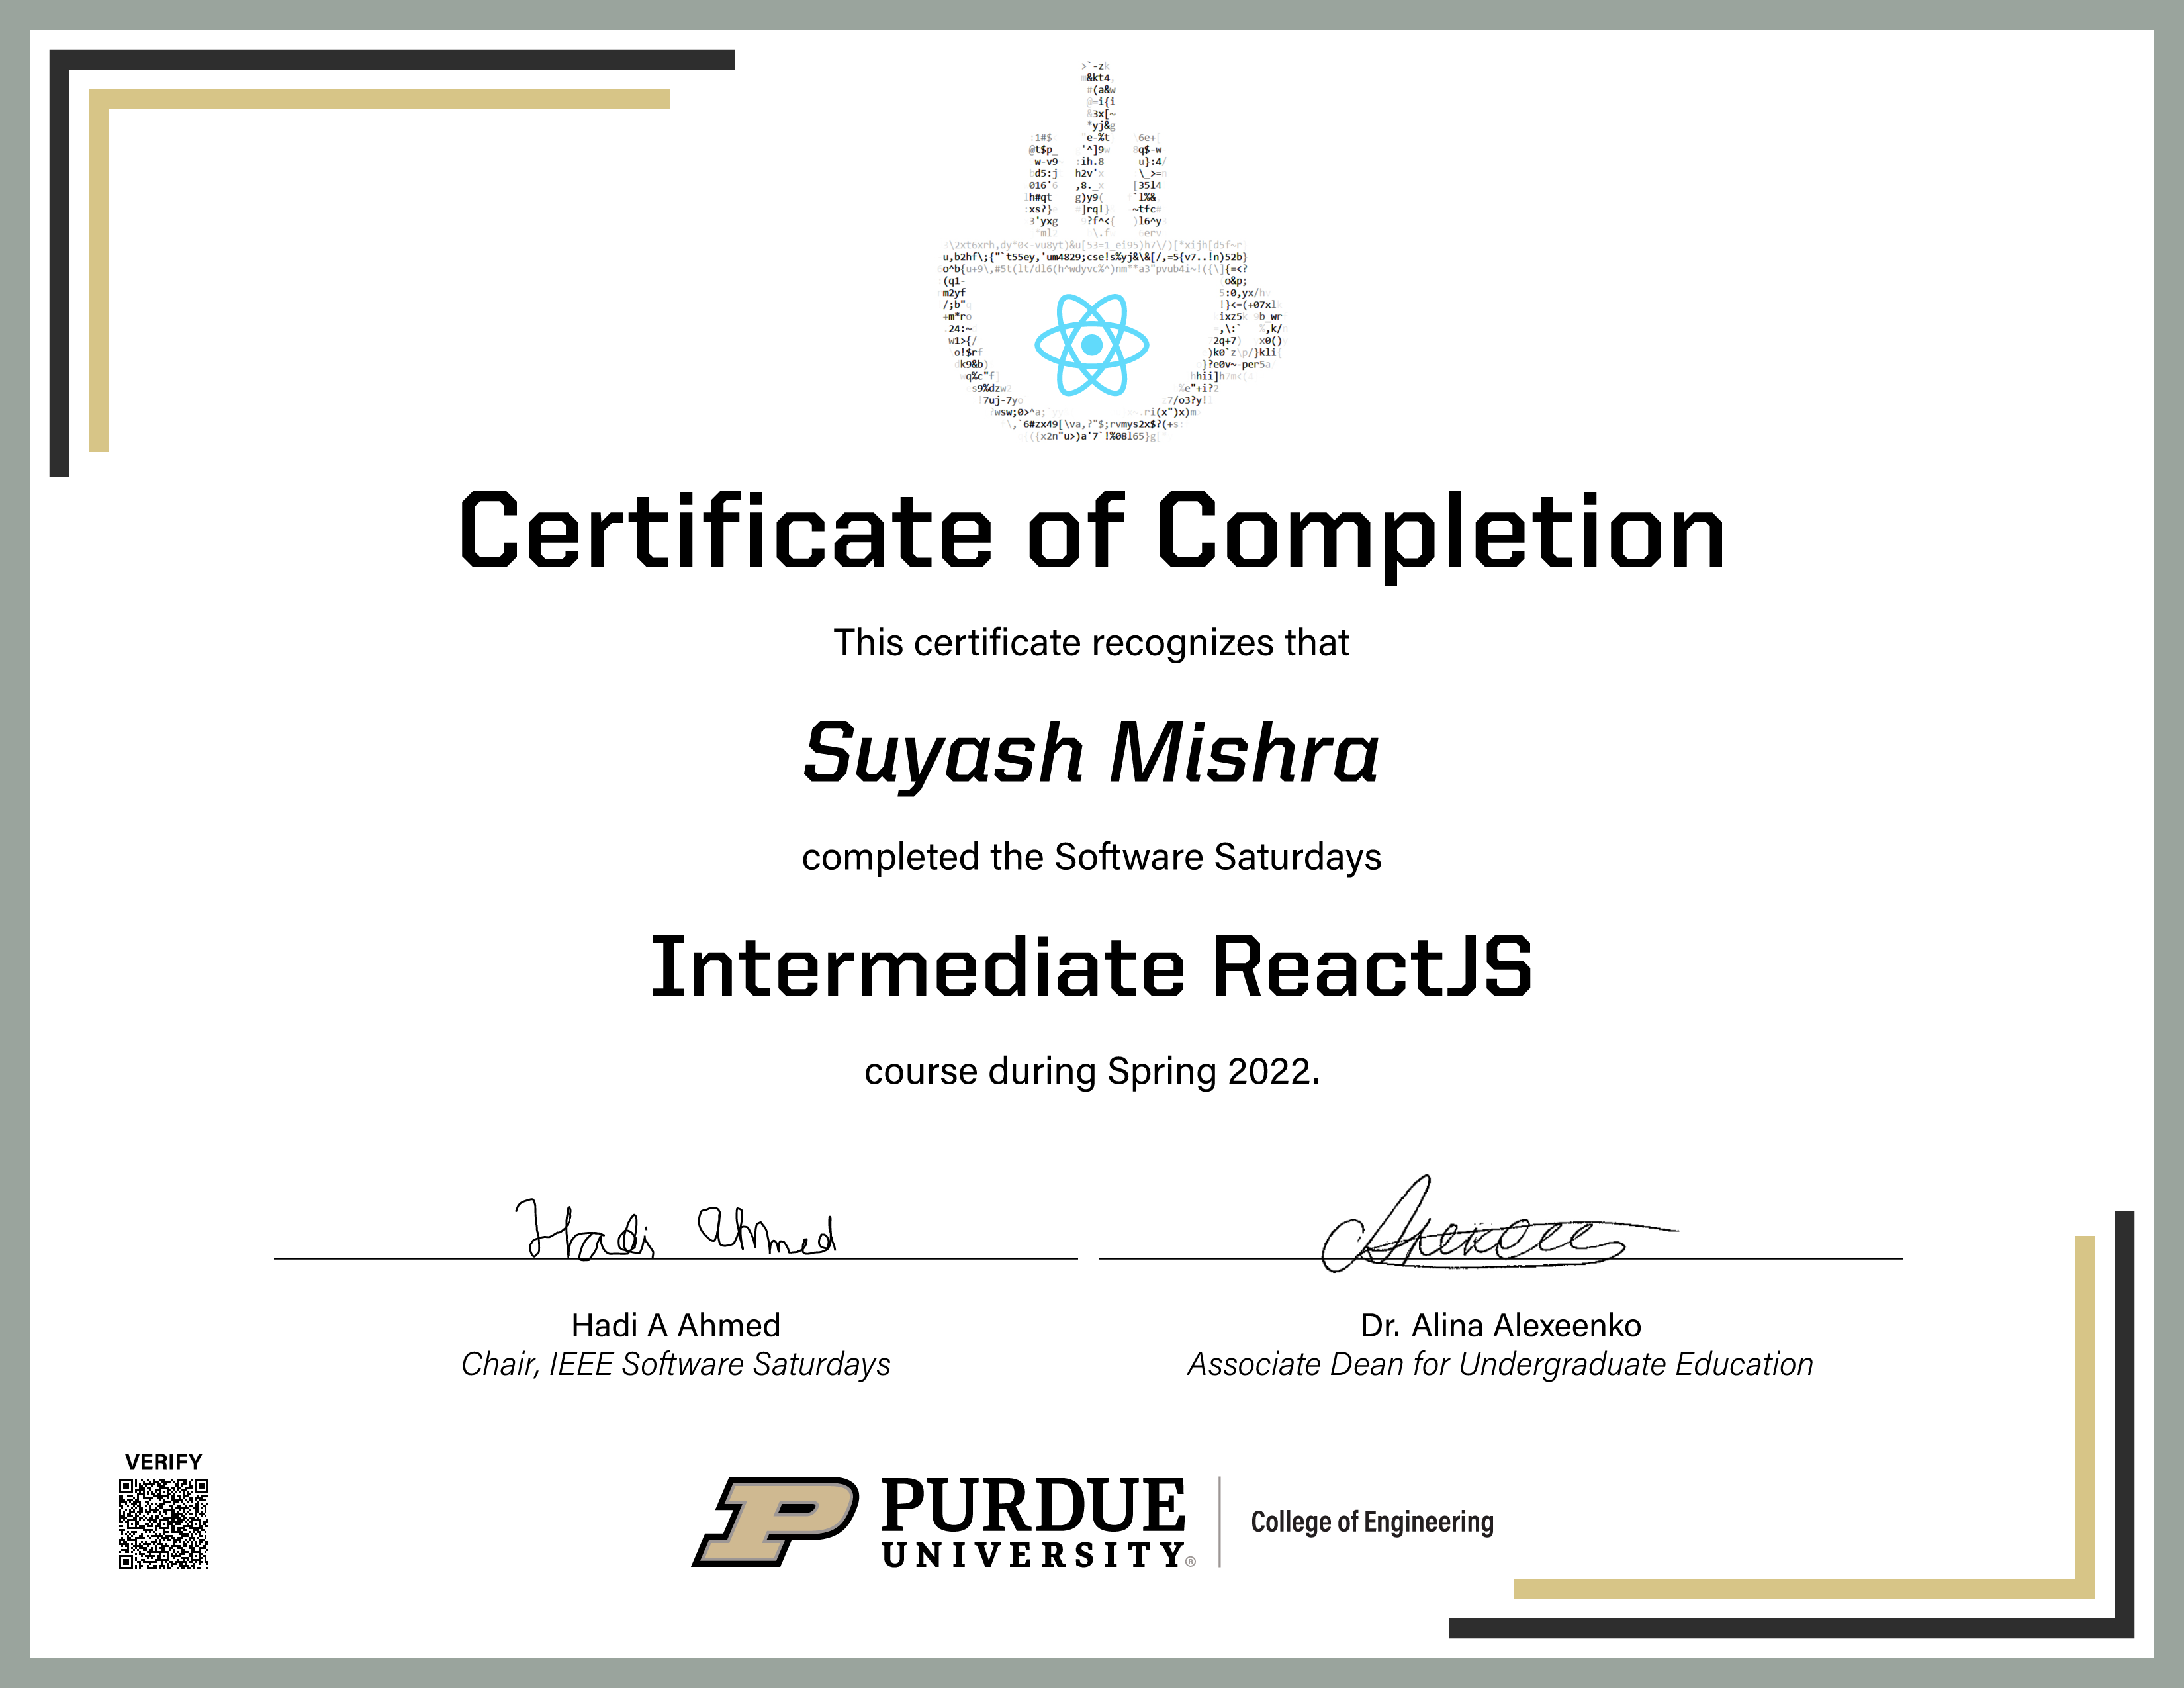 Certificate of Completion
This certificate recognizes that
Suyash Mishra
completed the Software Saturdays
Intermediate ReactJS
course during Spring 2022.
Hadi Ahmed
Hadi A Ahmed
Chair, IEEE Software Saturdays
Dr. Alina Alexeenko
Associate Dean for Undergraduate Education
VERIFY
P PURDUE
UNIVERSITY®
College of Engineering